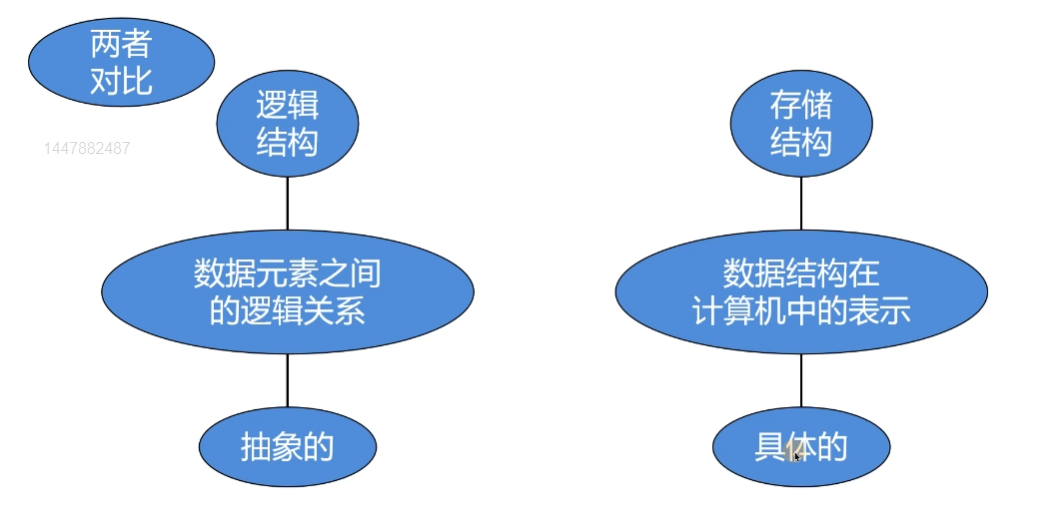 两者
对比
1447882487
逻辑
结构
数据元素之间
的逻辑关系
抽象的
存储
结构
数据结构在
计算机中的表示
具体的